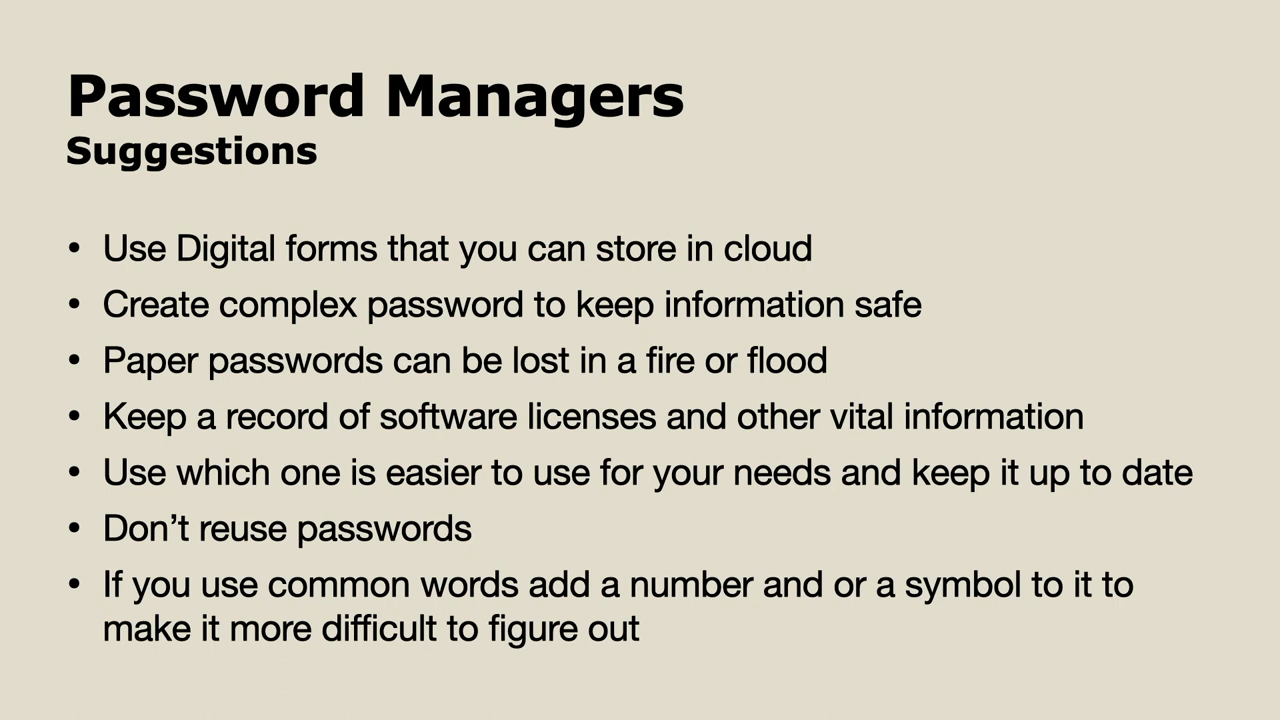 Password Managers
Suggestions
• Use Digital forms that you can store in cloud
• Create complex password to keep information safe
• Paper passwords can be lost in a fire or flood
• Keep a record of software licenses and other vital information
• Use which one is easier to use for your needs and keep it up to date
• Don’t reuse passwords
• If you use common words add a number and or a symbol to it to
make it more difficult to figure out